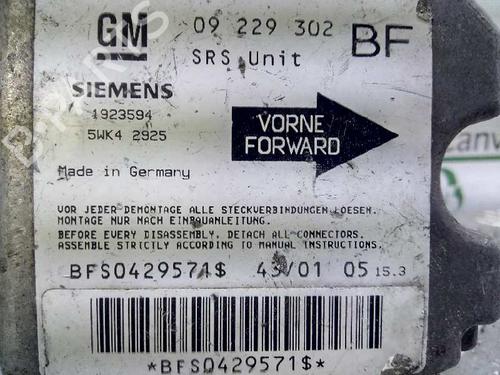 GM 09 229 302 BF
SRS Unit
SIEMENS
1923594
5WK4 2925
VORNE
FORWARD
Made in Germany
VOR JEDER DEMONTAGE ALLE STECKVERBINDUNGEN LOESEN.
MONTAGE NUR NACH EINBAUANLEITUNG.
BEFORE EVERY DISASSEMBLY. DETACH ALL CONNECTORS.
ASSEMBLE STRICTLY ACCORDING TO MANUAL INSTRUCTIONS.
BFS0429571$ 43/01 05 15.3
*BFS0429571$*